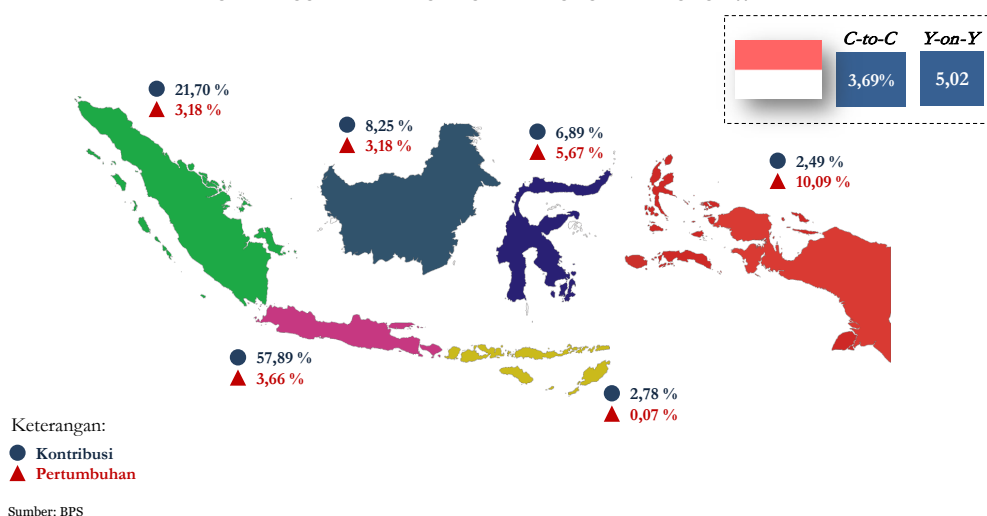 C-to-C Y-on-Y
3,69% 5,02
21,70 %
3,18 %
8,25 %
3,18 %
6,89 %
5,67 %
2,49 %
10,09 %
57,89 %
3,66 %
2,78 %
0,07 %
Keterangan:
Kontribusi
Pertumbuhan
Sumber: BPS